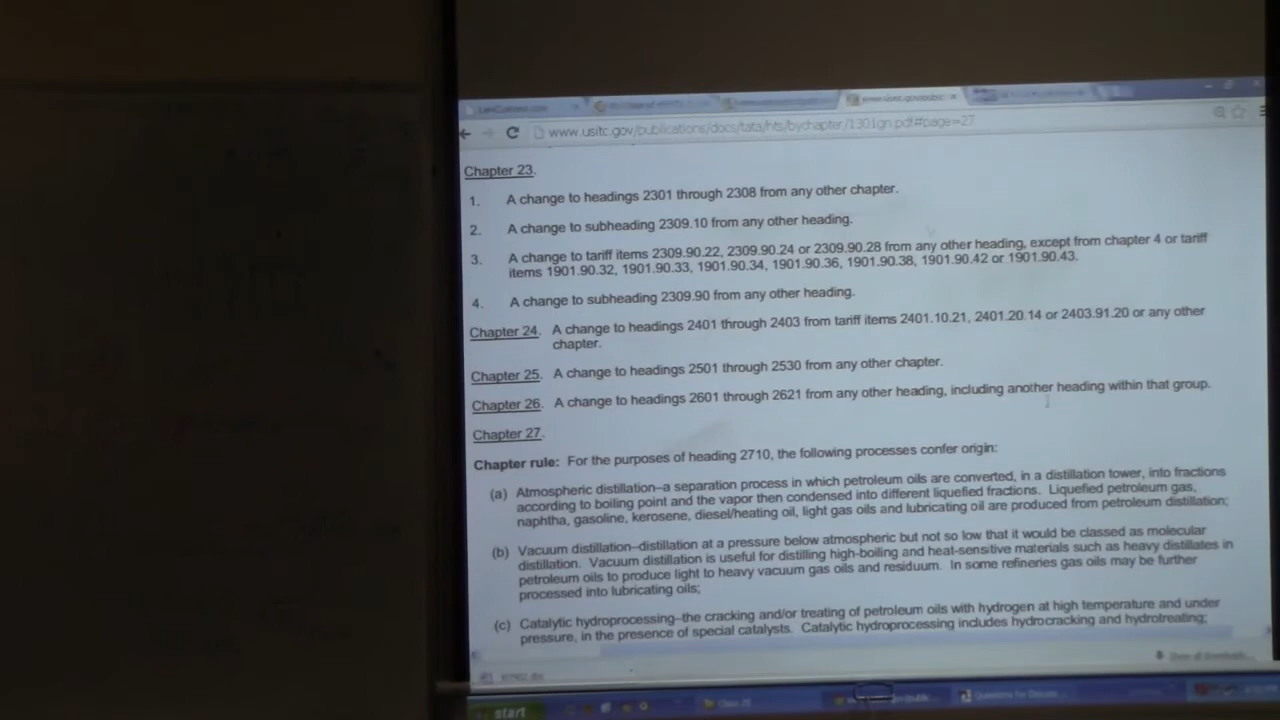 www.usitc.gov/publications/docs/tata/hts/bychapter/1301gn.pdf#page=27
Chapter 23.
1. A change to headings 2301 through 2308 from any other chapter.
2. A change to subheading 2309.10 from any other heading.
3. A change to tariff items 2309.90.22, 2309.90.24 or 2309.90.28 from any other heading, except from chapter 4 or tariff
items 1901.90.32, 1901.90.33, 1901.90.34, 1901.90.36, 1901.90.38, 1901.90.42 or 1901.90.43.
4. A change to subheading 2309.90 from any other heading.
Chapter 24. A change to headings 2401 through 2403 from tariff items 2401.10.21, 2401.20.14 or 2403.91.20 or any other
chapter.
Chapter 25. A change to headings 2501 through 2530 from any other chapter.
Chapter 26. A change to headings 2601 through 2621 from any other heading, including another heading within that group.
Chapter 27.
Chapter rule: For the purposes of heading 2710, the following processes confer origin:
(a) Atmospheric distillation–a separation process in which petroleum oils are converted, in a distillation tower, into fractions
according to boiling point and the vapor then condensed into different liquefied fractions. Liquefied petroleum gas,
naphtha, gasoline, kerosene, diesel/heating oil, light gas oils and lubricating oil are produced from petroleum distillation;
(b) Vacuum distillation–distillation at a pressure below atmospheric but not so low that it would be classed as molecular
distillation. Vacuum distillation is useful for distilling high-boiling and heat-sensitive materials such as heavy distillates in
petroleum oils to produce light to heavy vacuum gas oils and residuum. In some refineries gas oils may be further
processed into lubricating oils;
(c) Catalytic hydroprocessing–the cracking and/or treating of petroleum oils with hydrogen at high temperature and under
pressure, in the presence of special catalysts. Catalytic hydroprocessing includes hydrocracking and hydrotreating;
Show all downloads...
start